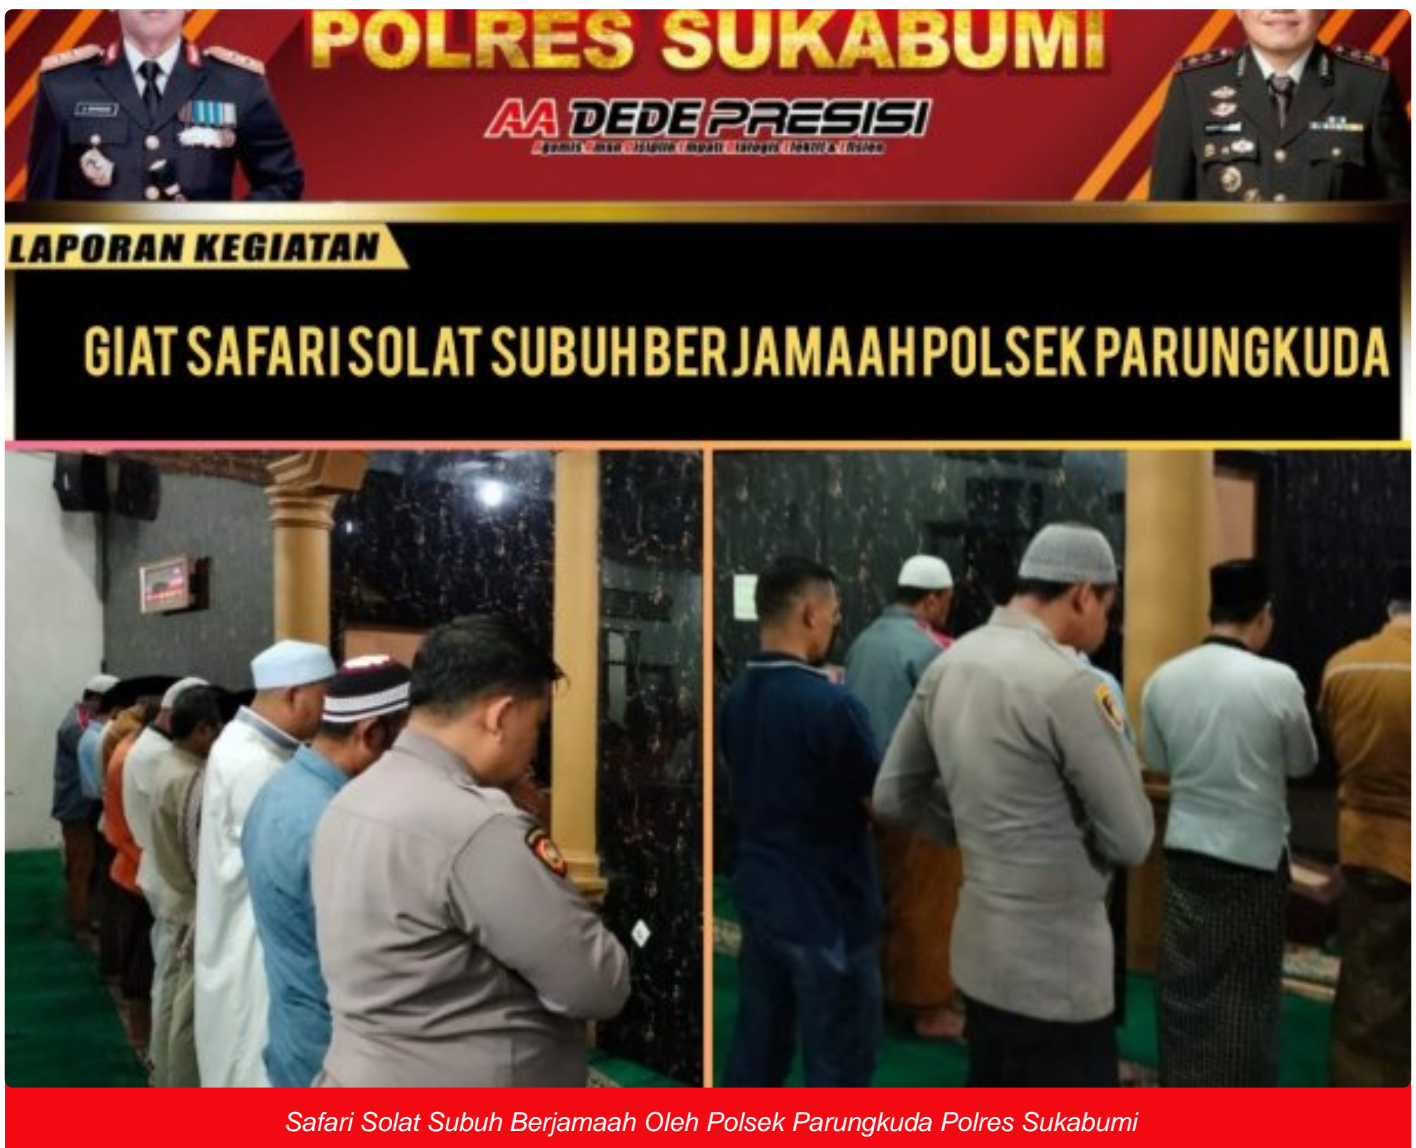 POLRES SUKABUMI
AA DEDE PRESISI
LAPORAN KEGIATAN
GIAT SAFARI SOLAT SUBUH BERJAMAAH POLSEK PARUNGKUDA
Safari Solat Subuh Berjamaah Oleh Polsek Parungkuda Polres Sukabumi